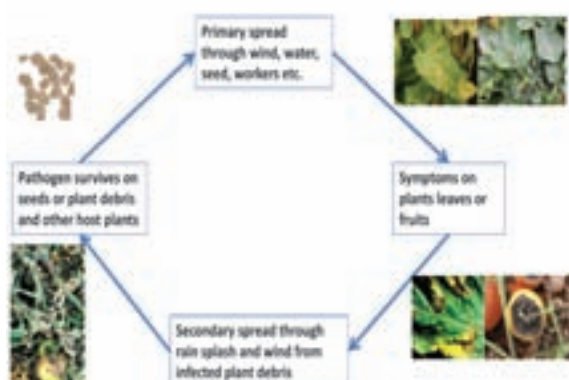 Primary spread
through wind, water,
seed, workers etc.
Symptoms on
plants leaves or
fruits
Secondary spread through
rain splash and wind from
infected plant debris
Pathogen survives on
seeds or plant debris
and other host plants